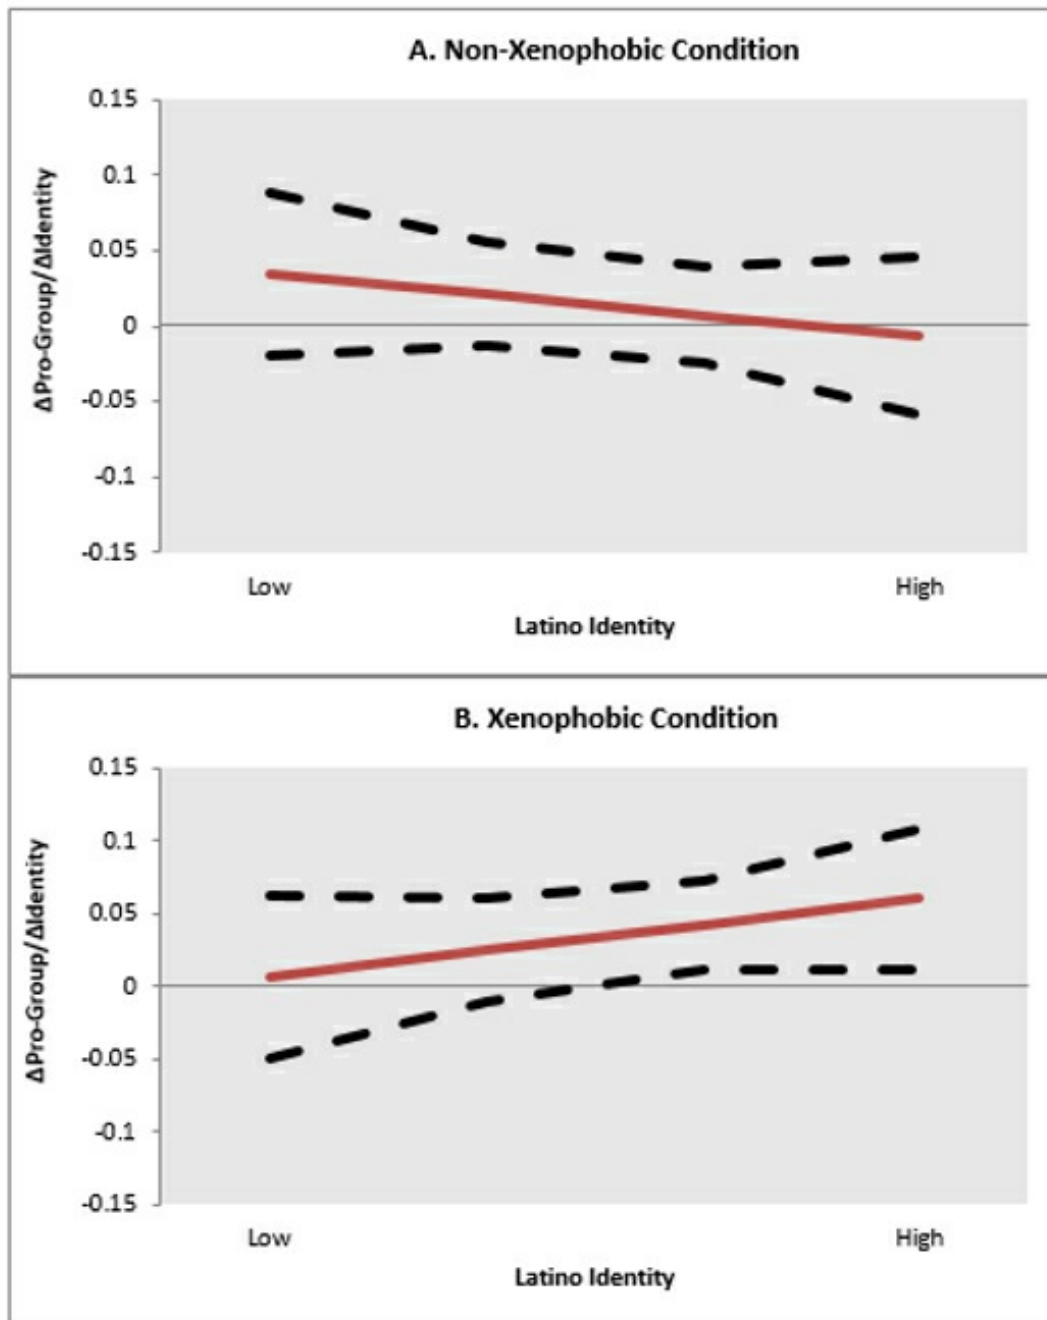 A. Non-Xenophobic Condition
0.15
0.1
0.05
0
-0.05
-0.1
-0.15
ΔPro-Group/ΔIdentity
Low High
Latino Identity
B. Xenophobic Condition
0.15
0.1
0.05
0
-0.05
-0.1
-0.15
ΔPro-Group/ΔIdentity
Low High
Latino Identity